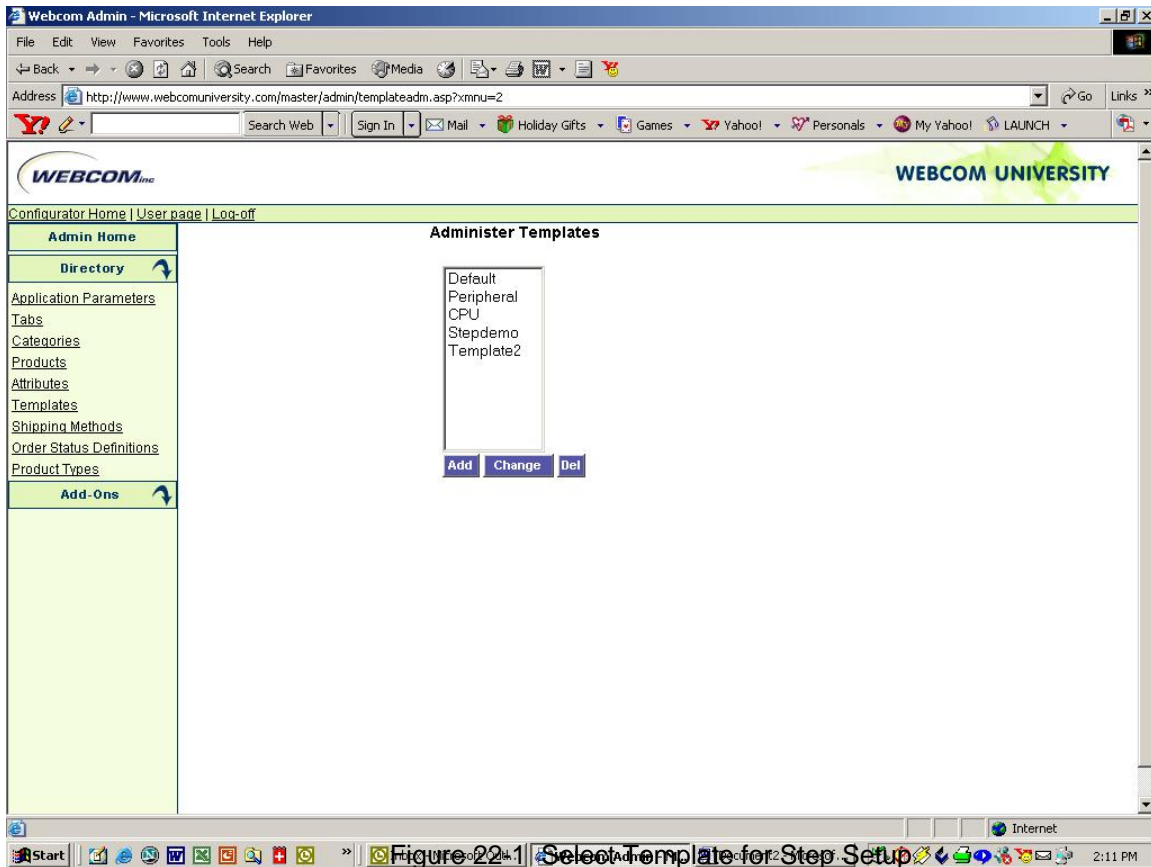 Webcom Admin - Microsoft Internet Explorer
File Edit View Favorites Tools Help
Back Search Favorites Media
Address http://www.webcomuniversity.com/master/admin/templateadm.asp?xmnu=2 Go Links »
Y! Search Web Sign In Mail Holiday Gifts Games Yahoo! Personals My Yahoo! LAUNCH
WEBCOM inc WEBCOM UNIVERSITY
Configurator Home | User page | Log-off
Admin Home
Directory
Application Parameters
Tabs
Categories
Products
Attributes
Templates
Shipping Methods
Order Status Definitions
Product Types
Add-Ons
Administer Templates
Default
Peripheral
CPU
Stepdemo
Template2
Add Change Del
Internet
Start » 2:11 PM
Figure 22-1 Select Template for Step Setup